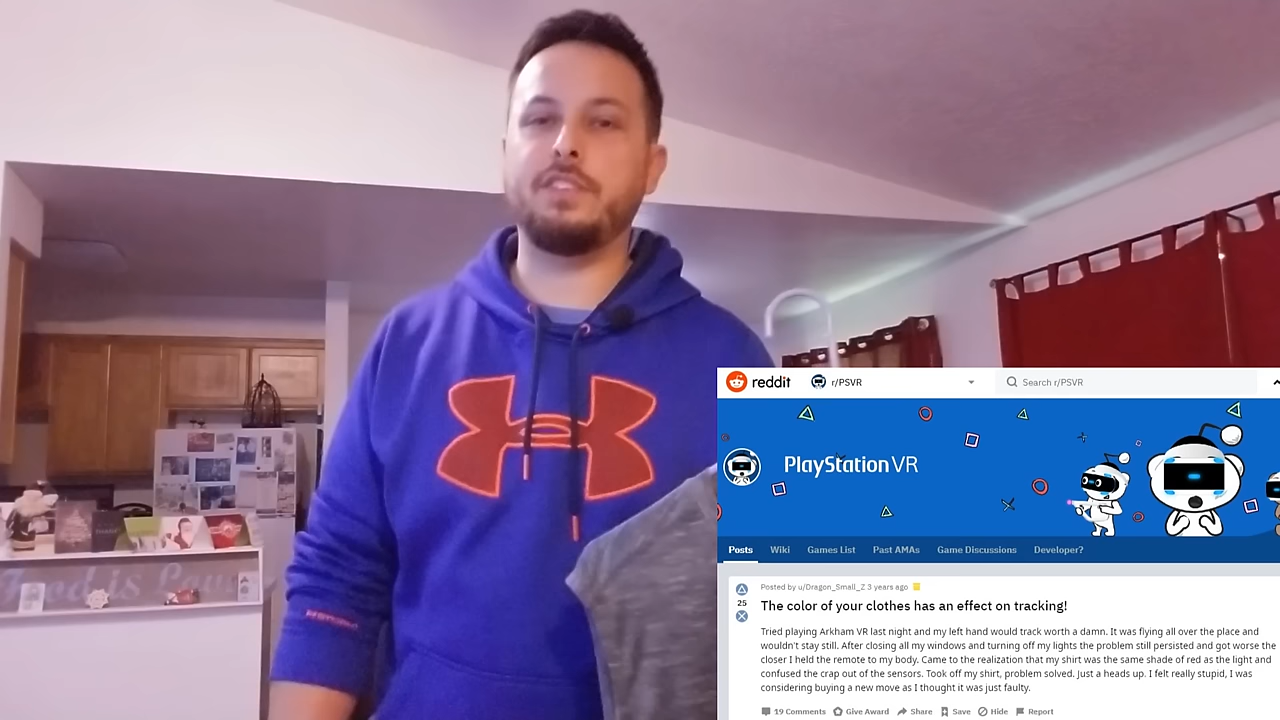 reddit r/PSVR Search r/PSVR
PlayStation VR
Posts Wiki Games List Past AMAs Game Discussions Developer?
Posted by u/Dragon_Small_Z 3 years ago
25
The color of your clothes has an effect on tracking!
Tried playing Arkham VR last night and my left hand would track worth a damn. It was flying all over the place and
wouldn't stay still. After closing all my windows and turning off my lights the problem still persisted and got worse the
closer I held the remote to my body. Came to the realization that my shirt was the same shade of red as the light and
confused the crap out of the sensors. Took off my shirt, problem solved. Just a heads up. I felt really stupid, I was
considering buying a new move as I thought it was just faulty.
19 Comments Give Award Share Save Hide Report